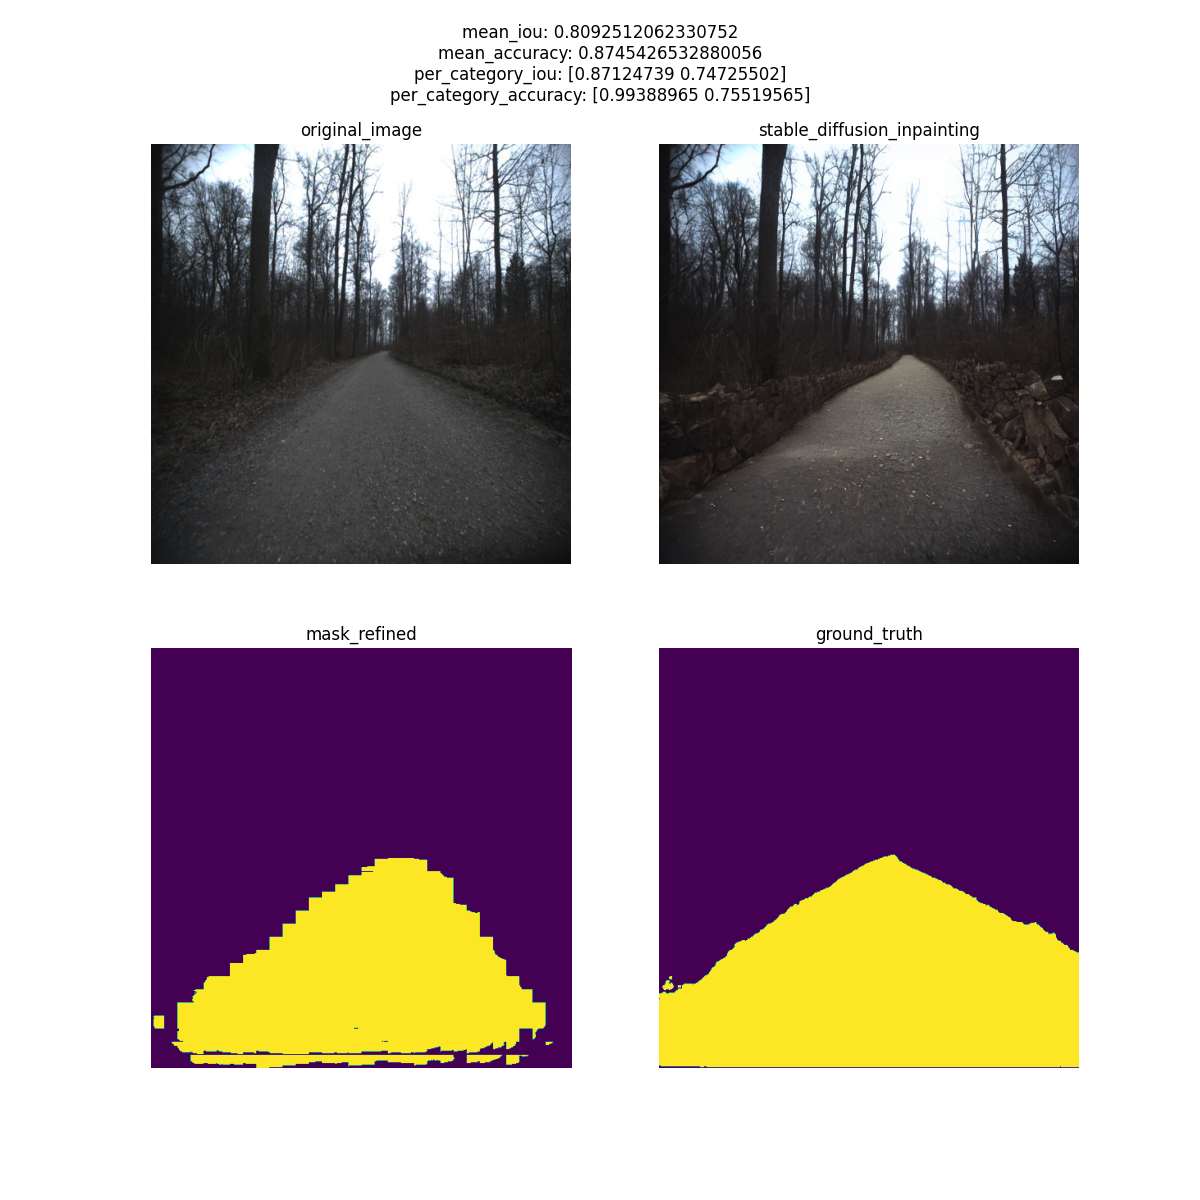 mean_iou: 0.8092512062330752
mean_accuracy: 0.8745426532880056
per_category_iou: [0.87124739 0.74725502]
per_category_accuracy: [0.99388965 0.75519565]
original_image
stable_diffusion_inpainting
mask_refined
ground_truth